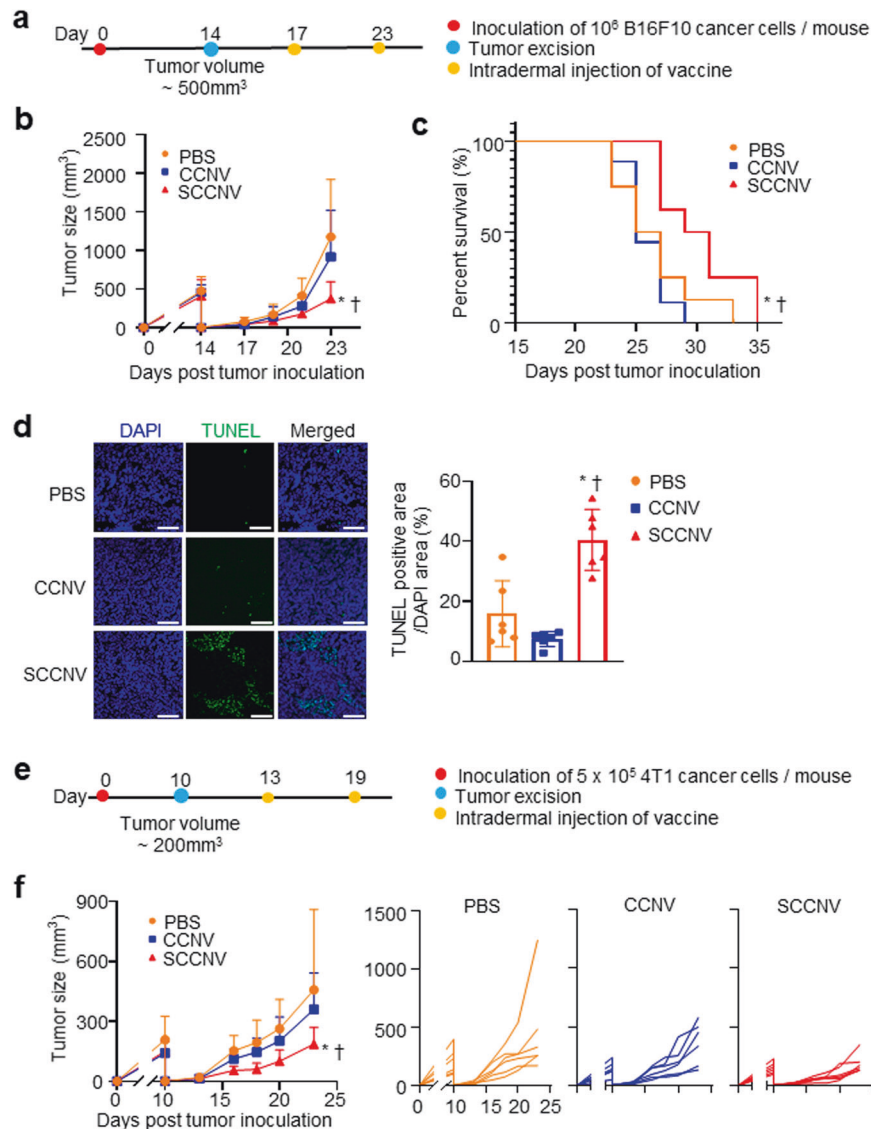 a
Day 0 14 17 23
Tumor volume
~ 500mm³
Inoculation of 10⁶ B16F10 cancer cells / mouse
Tumor excision
Intradermal injection of vaccine
b
Tumor size (mm³)
2500
2000
1500
1000
500
0
PBS
CCNV
SCCNV
* †
0 14 17 20 23
Days post tumor inoculation
c
Percent survival (%)
100
50
0
PBS
CCNV
SCCNV
* †
15 20 25 30 35
Days post tumor inoculation
d
DAPI TUNEL Merged
PBS
CCNV
SCCNV
TUNEL positive area
/DAPI area (%)
60
40
20
0
* †
PBS
CCNV
SCCNV
e
Day 0 10 13 19
Tumor volume
~ 200mm³
Inoculation of 5 x 10⁵ 4T1 cancer cells / mouse
Tumor excision
Intradermal injection of vaccine
f
Tumor size (mm³)
900
600
300
0
PBS
CCNV
SCCNV
* †
0 10 15 20 25
Days post tumor inoculation
PBS CCNV SCCNV
1500
1000
500
0
0 10 15 20 25